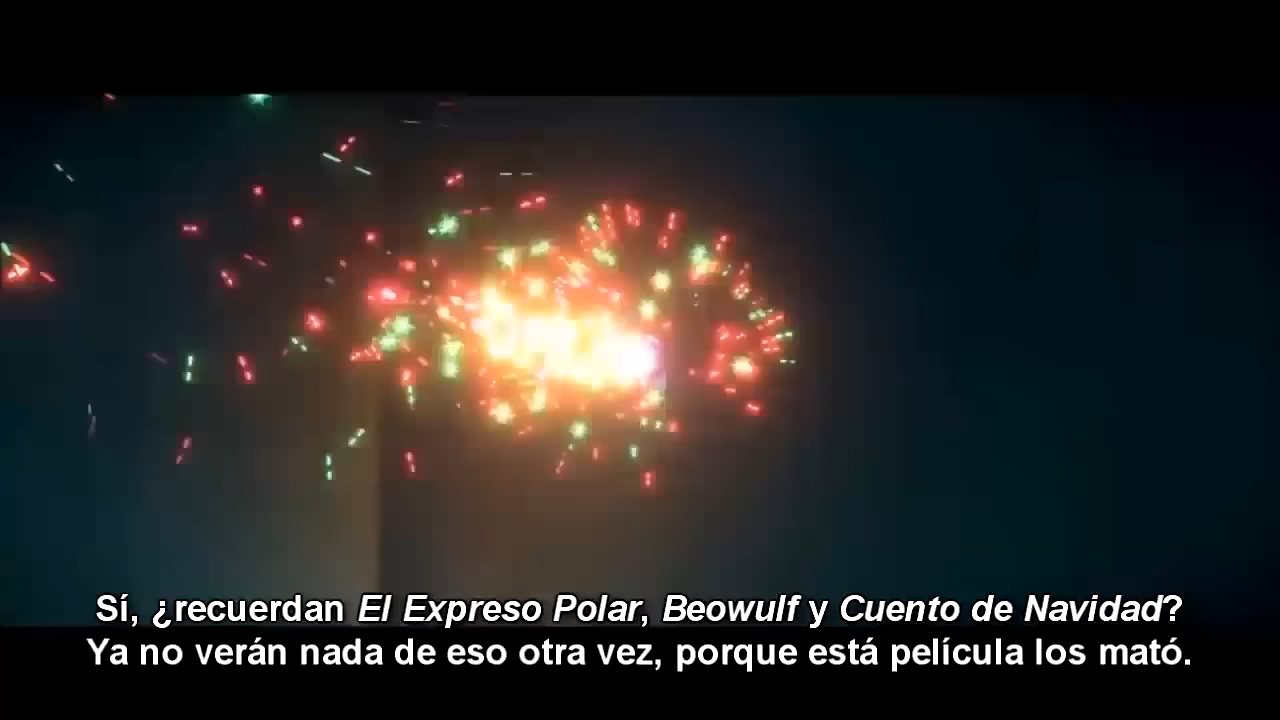 Sí, ¿recuerdan El Expreso Polar, Beowulf y Cuento de Navidad?
Ya no verán nada de eso otra vez, porque está película los mató.